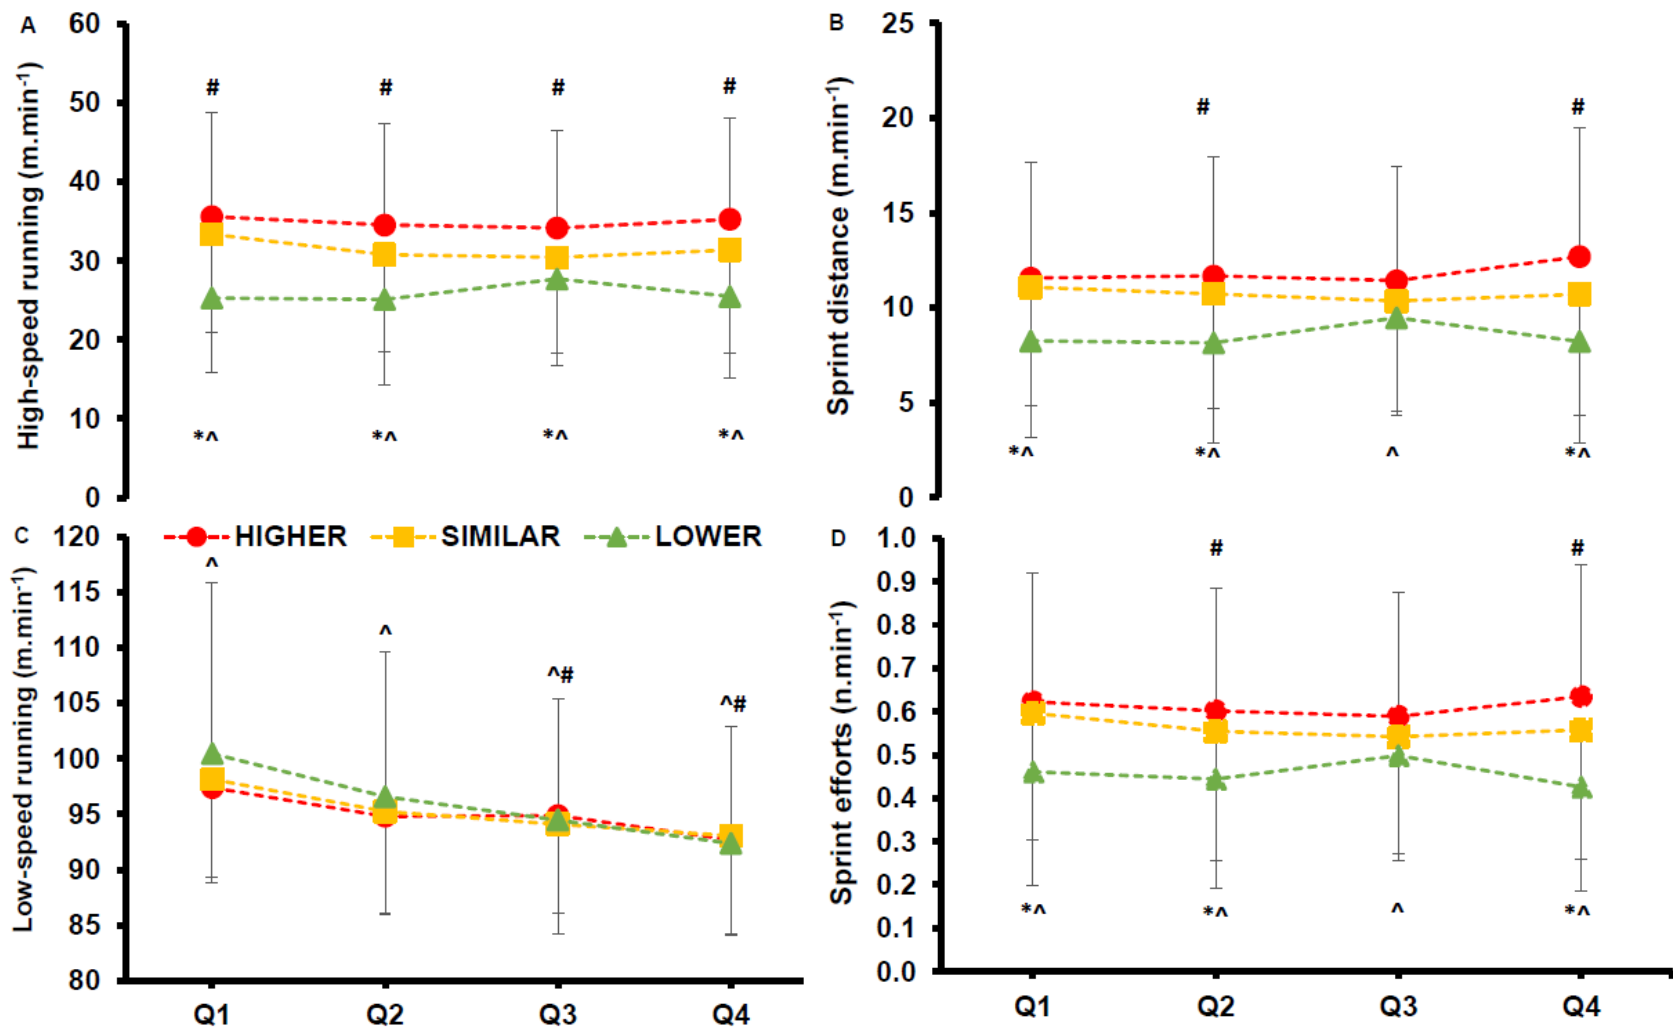 A
High-speed running (m.min-1)
60
50
40
30
20
10
0
# # # #
*^ *^ *^ *^
B
Sprint distance (m.min-1)
25
20
15
10
5
0
# #
*^ *^ ^ *^
C
Low-speed running (m.min-1)
120
115
110
105
100
95
90
85
80
HIGHER SIMILAR LOWER
^ ^ ^# ^#
Q1 Q2 Q3 Q4
D
Sprint efforts (n.min-1)
1.0
0.9
0.8
0.7
0.6
0.5
0.4
0.3
0.2
0.1
0.0
# #
*^ *^ ^ *^
Q1 Q2 Q3 Q4